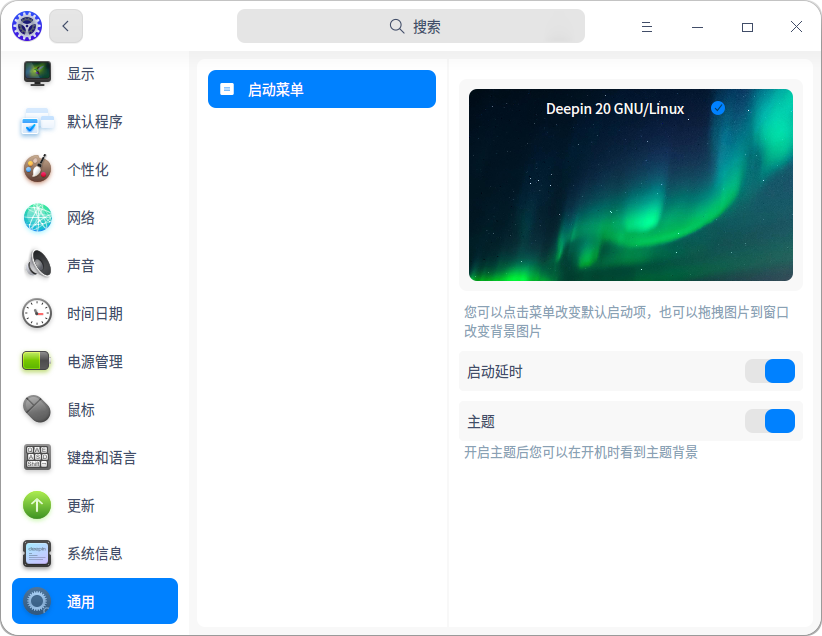 搜索
显示
默认程序
个性化
网络
声音
时间日期
电源管理
鼠标
键盘和语言
更新
系统信息
通用
启动菜单
Deepin 20 GNU/Linux
您可以点击菜单改变默认启动项，也可以拖拽图片到窗口
改变背景图片
启动延时
主题
开启主题后您可以在开机时看到主题背景